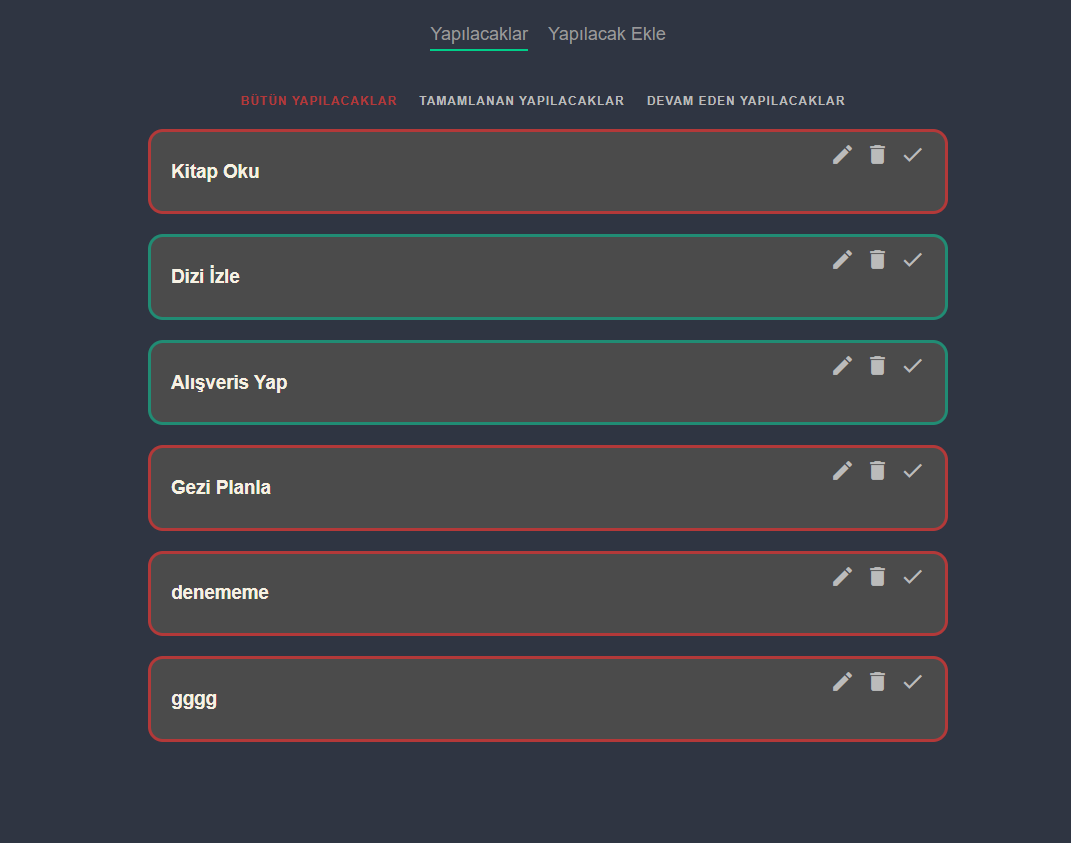 Yapılacaklar Yapılacak Ekle
BÜTÜN YAPILACAKLAR TAMAMLANAN YAPILACAKLAR DEVAM EDEN YAPILACAKLAR
Kitap Oku
Dizi İzle
Alışveris Yap
Gezi Planla
denememe
gggg